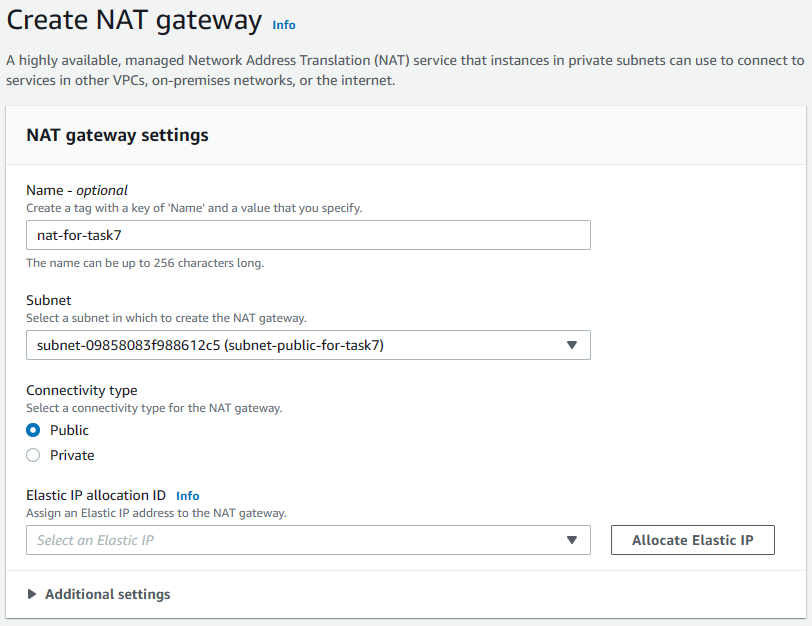 Create NAT gateway Info
A highly available, managed Network Address Translation (NAT) service that instances in private subnets can use to connect to
services in other VPCs, on-premises networks, or the internet.
NAT gateway settings
Name - optional
Create a tag with a key of 'Name' and a value that you specify.
nat-for-task7
The name can be up to 256 characters long.
Subnet
Select a subnet in which to create the NAT gateway.
subnet-09858083f988612c5 (subnet-public-for-task7)
Connectivity type
Select a connectivity type for the NAT gateway.
Public
Private
Elastic IP allocation ID Info
Assign an Elastic IP address to the NAT gateway.
Select an Elastic IP
Allocate Elastic IP
Additional settings